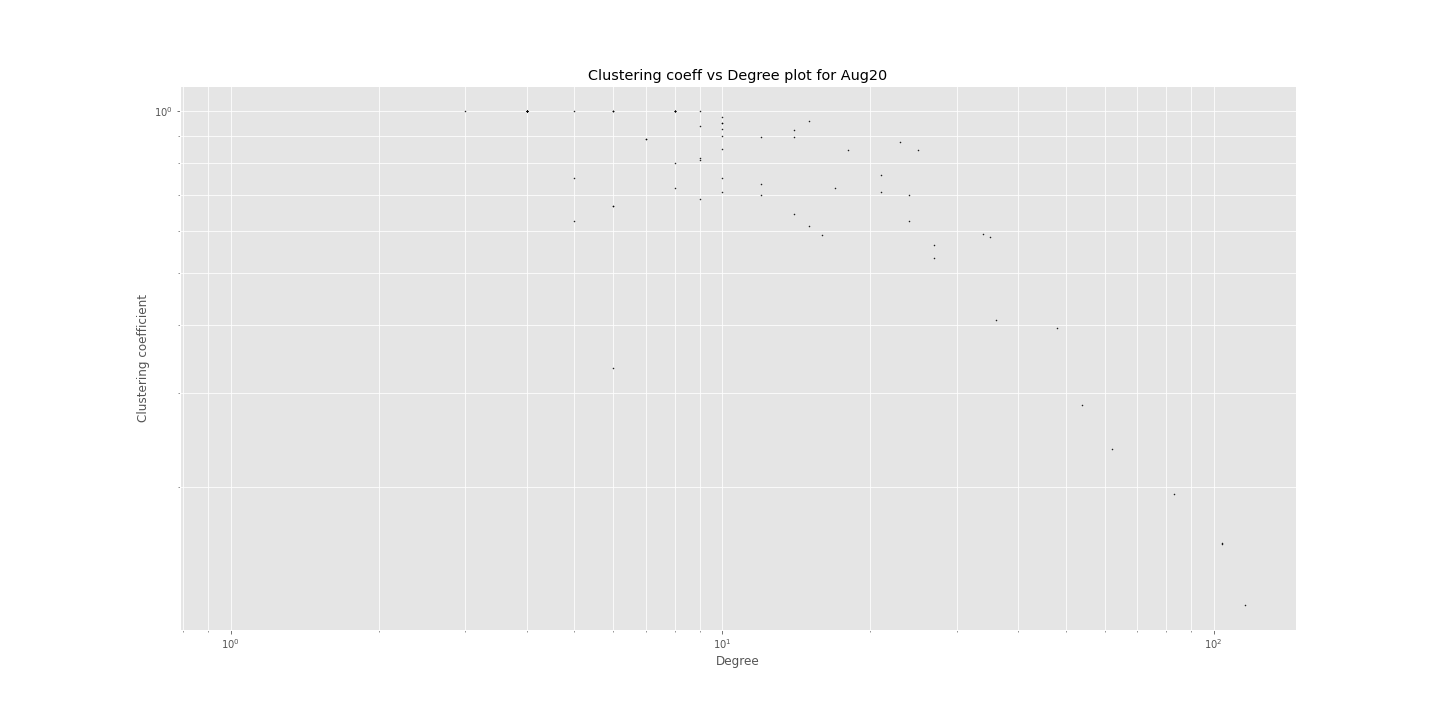 Clustering coeff vs Degree plot for Aug20
10⁰
Clustering coefficient
10⁰ 10¹ 10²
Degree